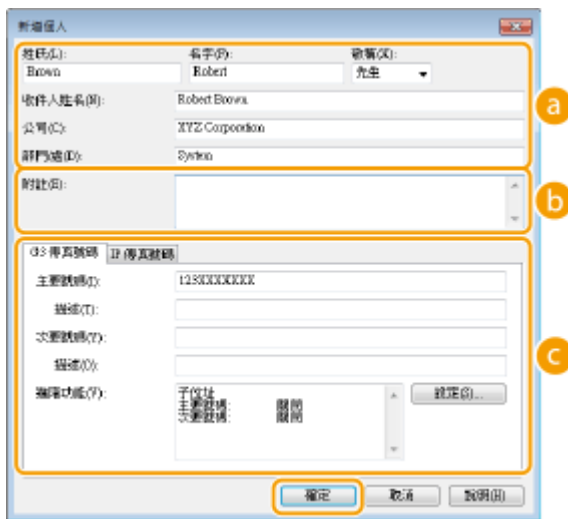 新增個人
姓氏(L): 名字(F): 敬稱(X):
Brown Robert 先生
收件人姓名(N): Robert Brown
公司(C): XYZ Corporation
部門/處(D): System
a
附註(E):
b
G3 傳真號碼 IP 傳真號碼
主要號碼(I): 123XXXXXXX
描述(T):
次要號碼(Y):
描述(O):
進階功能(V): 子位址 設定(S)...
主要號碼: 關閉
次要號碼: 關閉
c
確定 取消 說明(H)